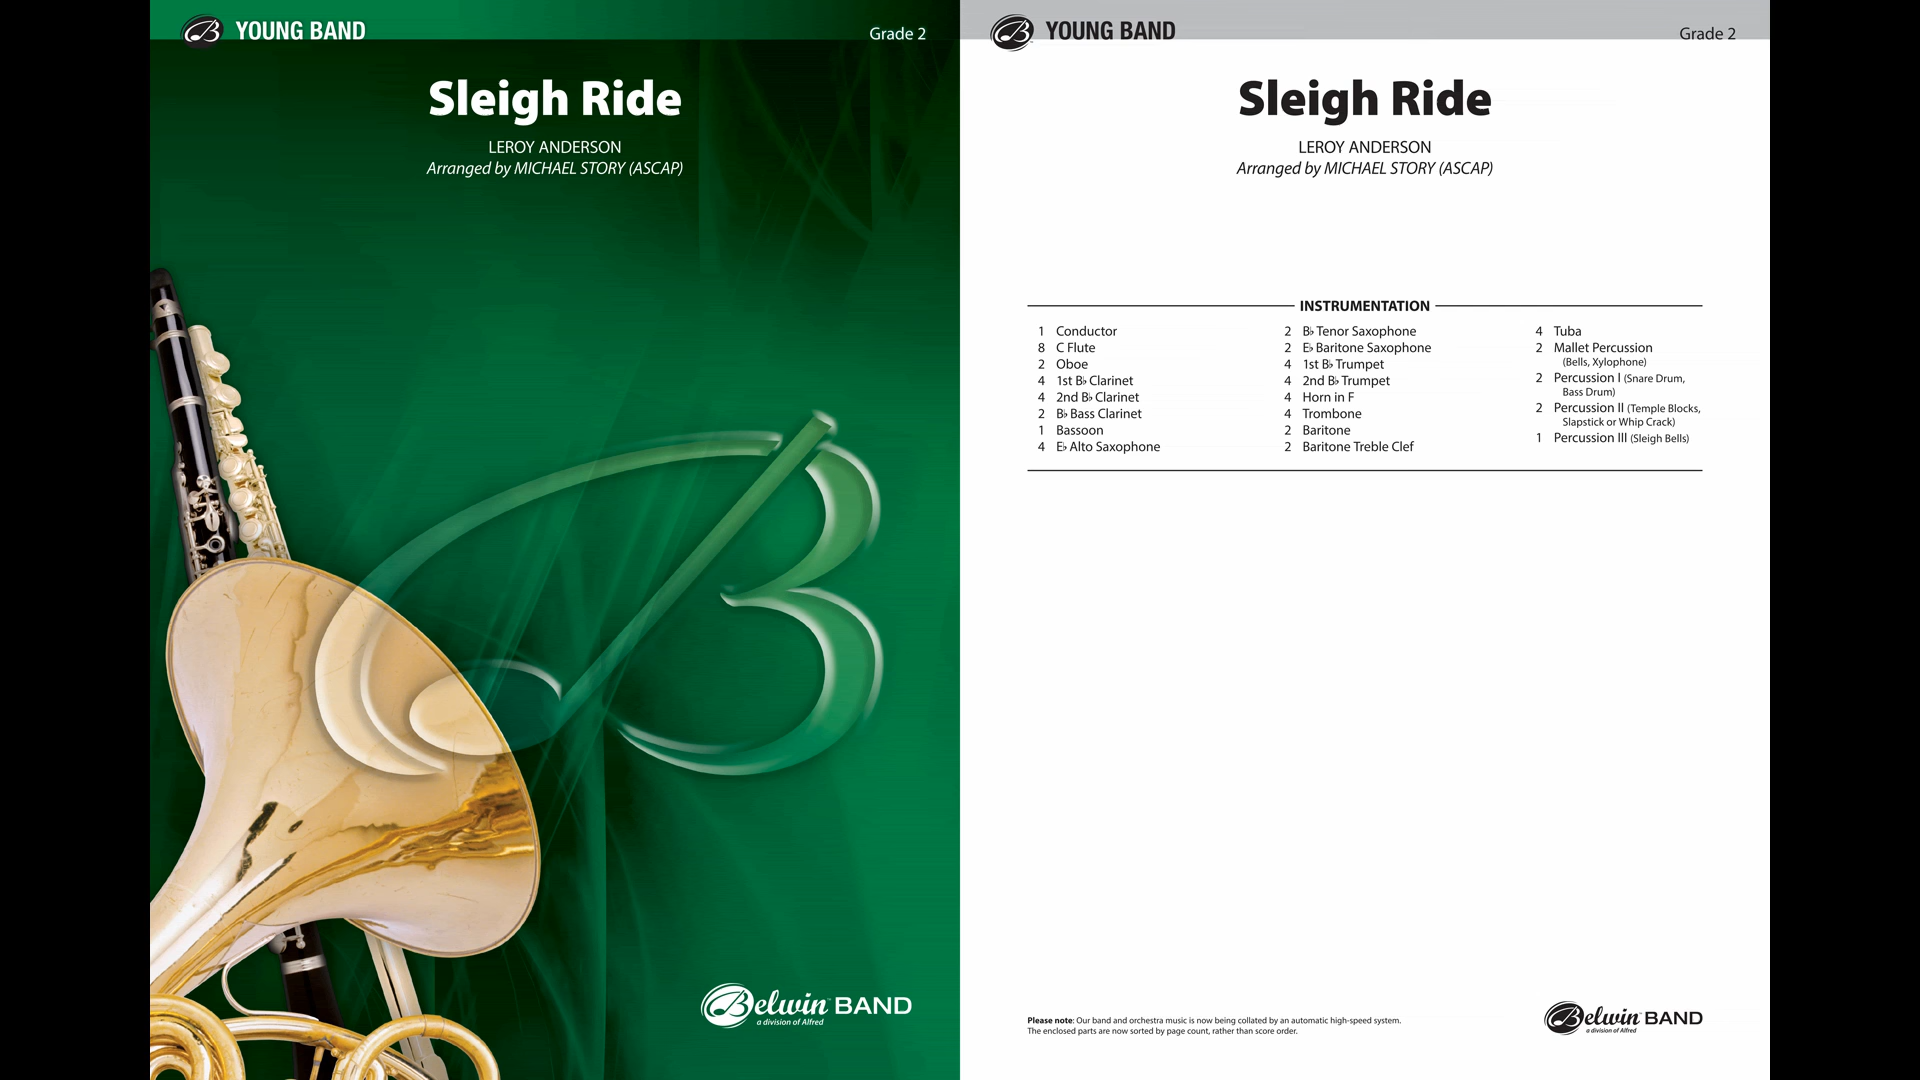 YOUNG BAND
Grade 2
Sleigh Ride
LEROY ANDERSON
Arranged by MICHAEL STORY (ASCAP)
Belwin™ BAND
a division of Alfred
YOUNG BAND
Grade 2
Sleigh Ride
LEROY ANDERSON
Arranged by MICHAEL STORY (ASCAP)
INSTRUMENTATION
1 Conductor
8 C Flute
2 Oboe
4 1st B♭ Clarinet
4 2nd B♭ Clarinet
2 B♭ Bass Clarinet
1 Bassoon
4 E♭ Alto Saxophone
2 B♭ Tenor Saxophone
2 E♭ Baritone Saxophone
4 1st B♭ Trumpet
4 2nd B♭ Trumpet
4 Horn in F
4 Trombone
2 Baritone
2 Baritone Treble Clef
4 Tuba
2 Mallet Percussion
(Bells, Xylophone)
2 Percussion I (Snare Drum,
Bass Drum)
2 Percussion II (Temple Blocks,
Slapstick or Whip Crack)
1 Percussion III (Sleigh Bells)
Please note: Our band and orchestra music is now being collated by an automatic high-speed system.
The enclosed parts are now sorted by page count, rather than score order.
Belwin™ BAND
a division of Alfred